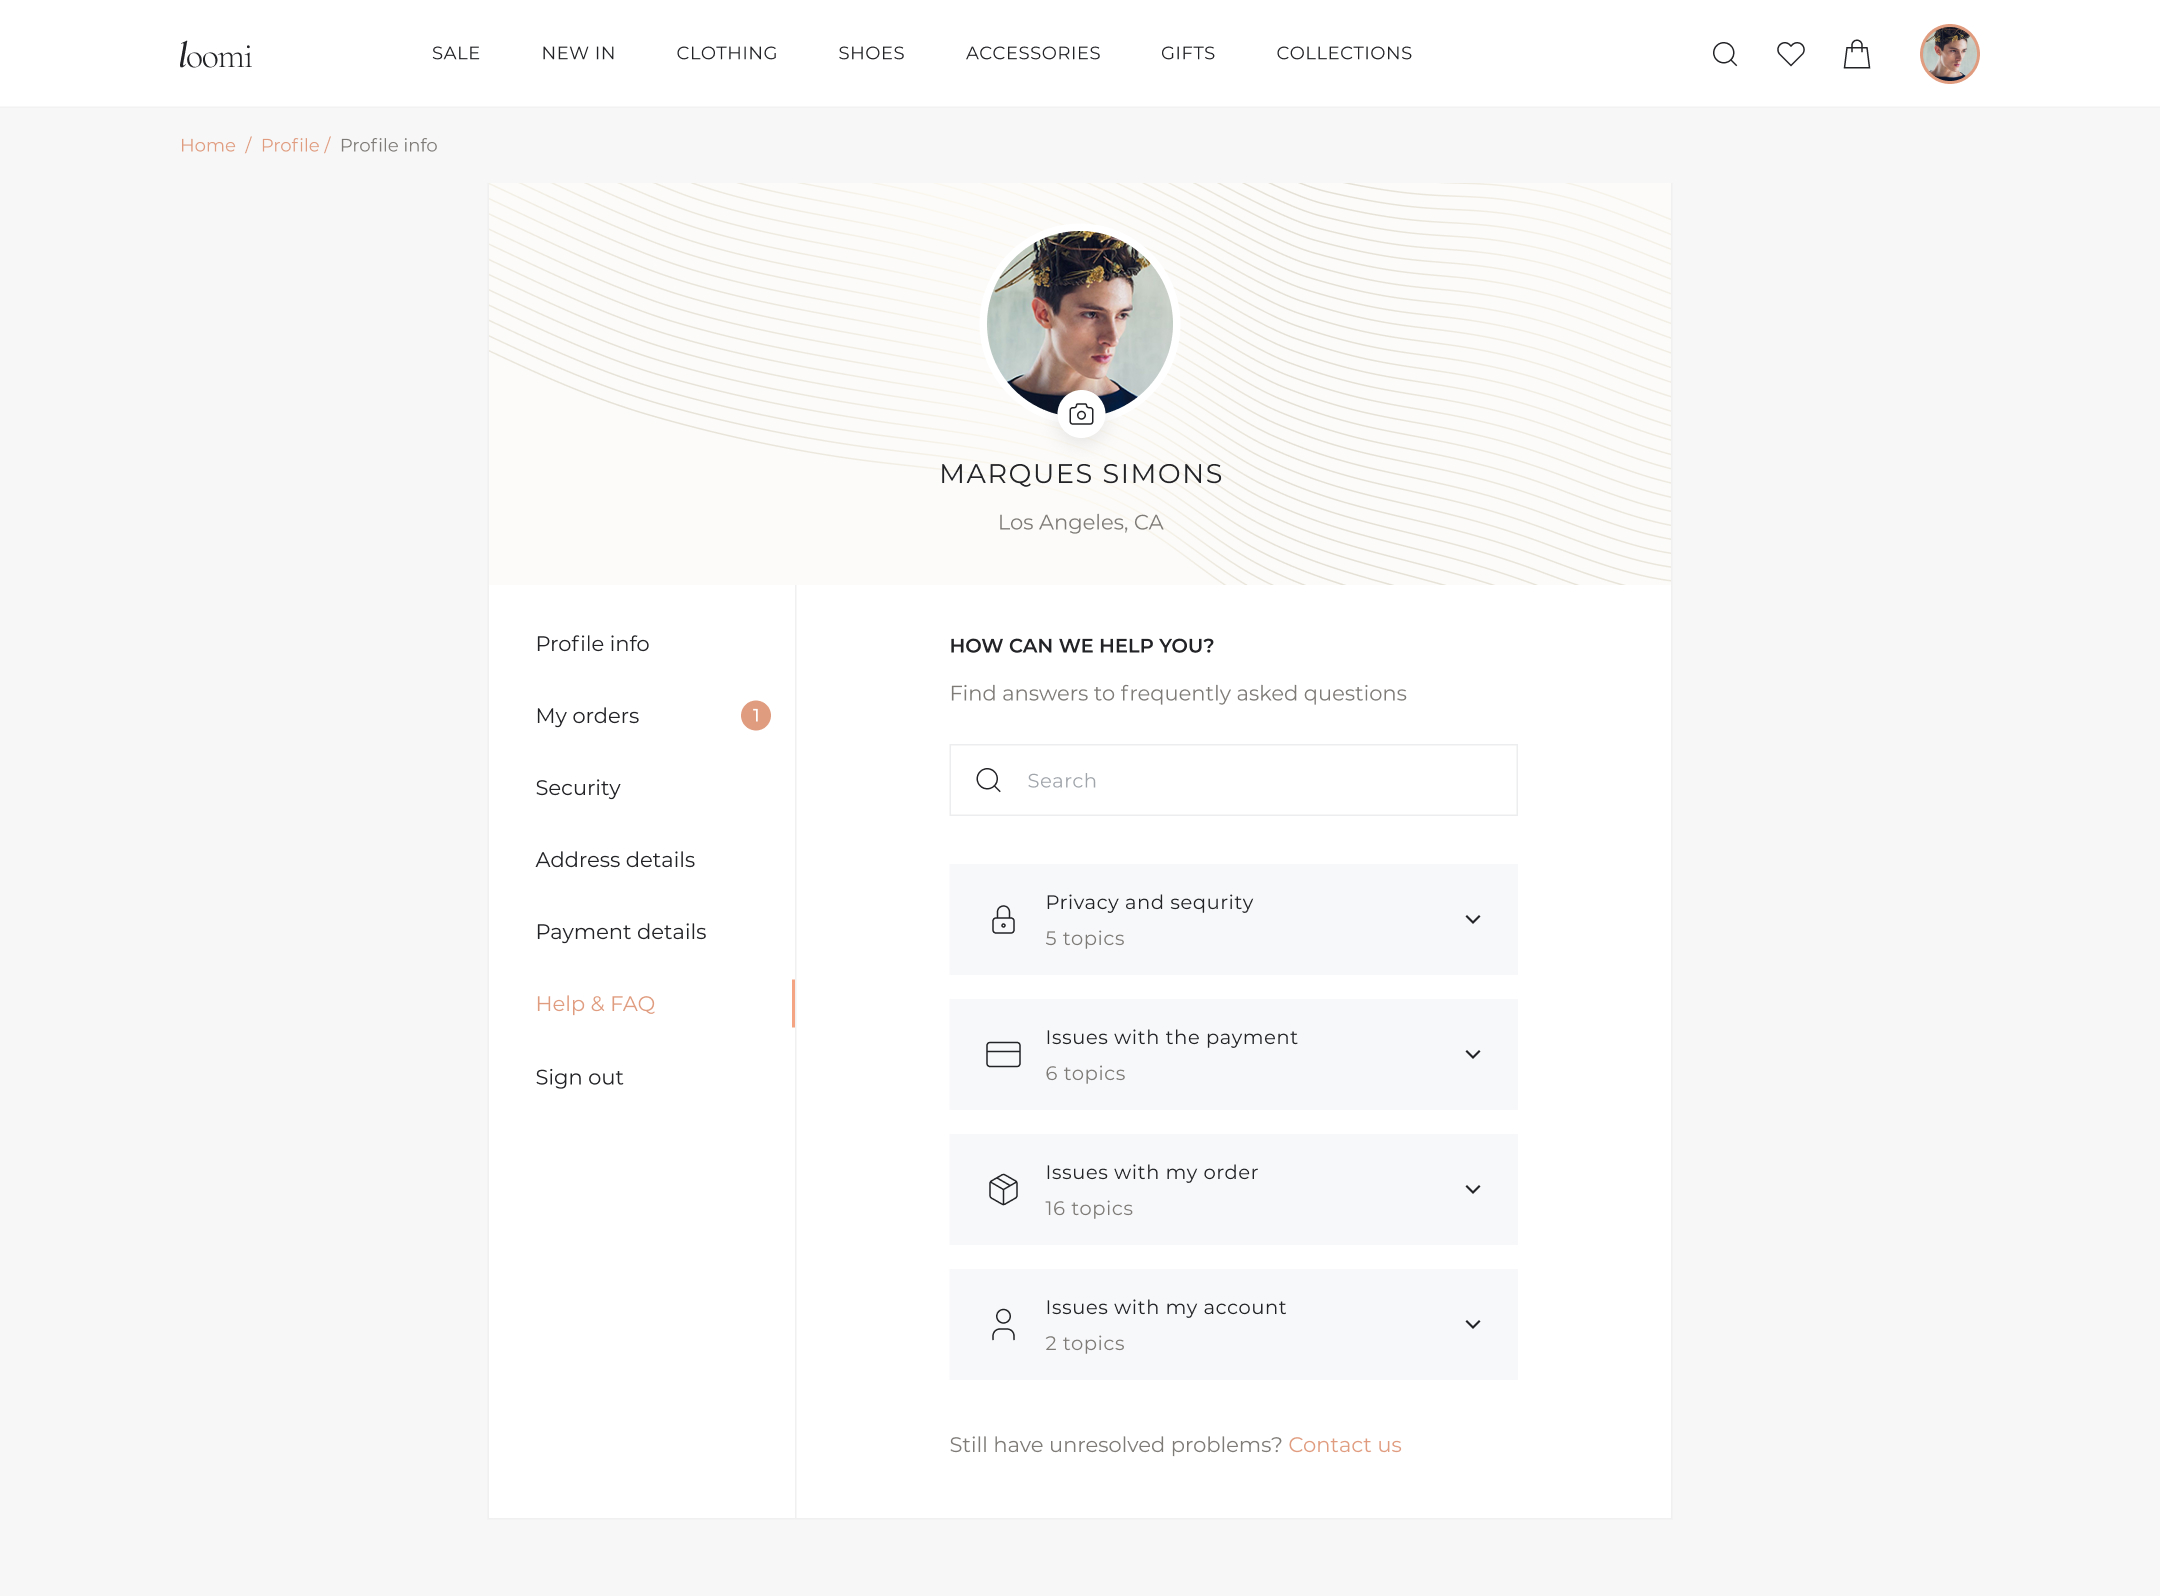 loomi
SALE NEW IN CLOTHING SHOES ACCESSORIES GIFTS COLLECTIONS
Home / Profile / Profile info
MARQUES SIMONS
Los Angeles, CA
Profile info
My orders 1
Security
Address details
Payment details
Help & FAQ
Sign out
HOW CAN WE HELP YOU?
Find answers to frequently asked questions
Search
Privacy and sequrity
5 topics
Issues with the payment
6 topics
Issues with my order
16 topics
Issues with my account
2 topics
Still have unresolved problems? Contact us